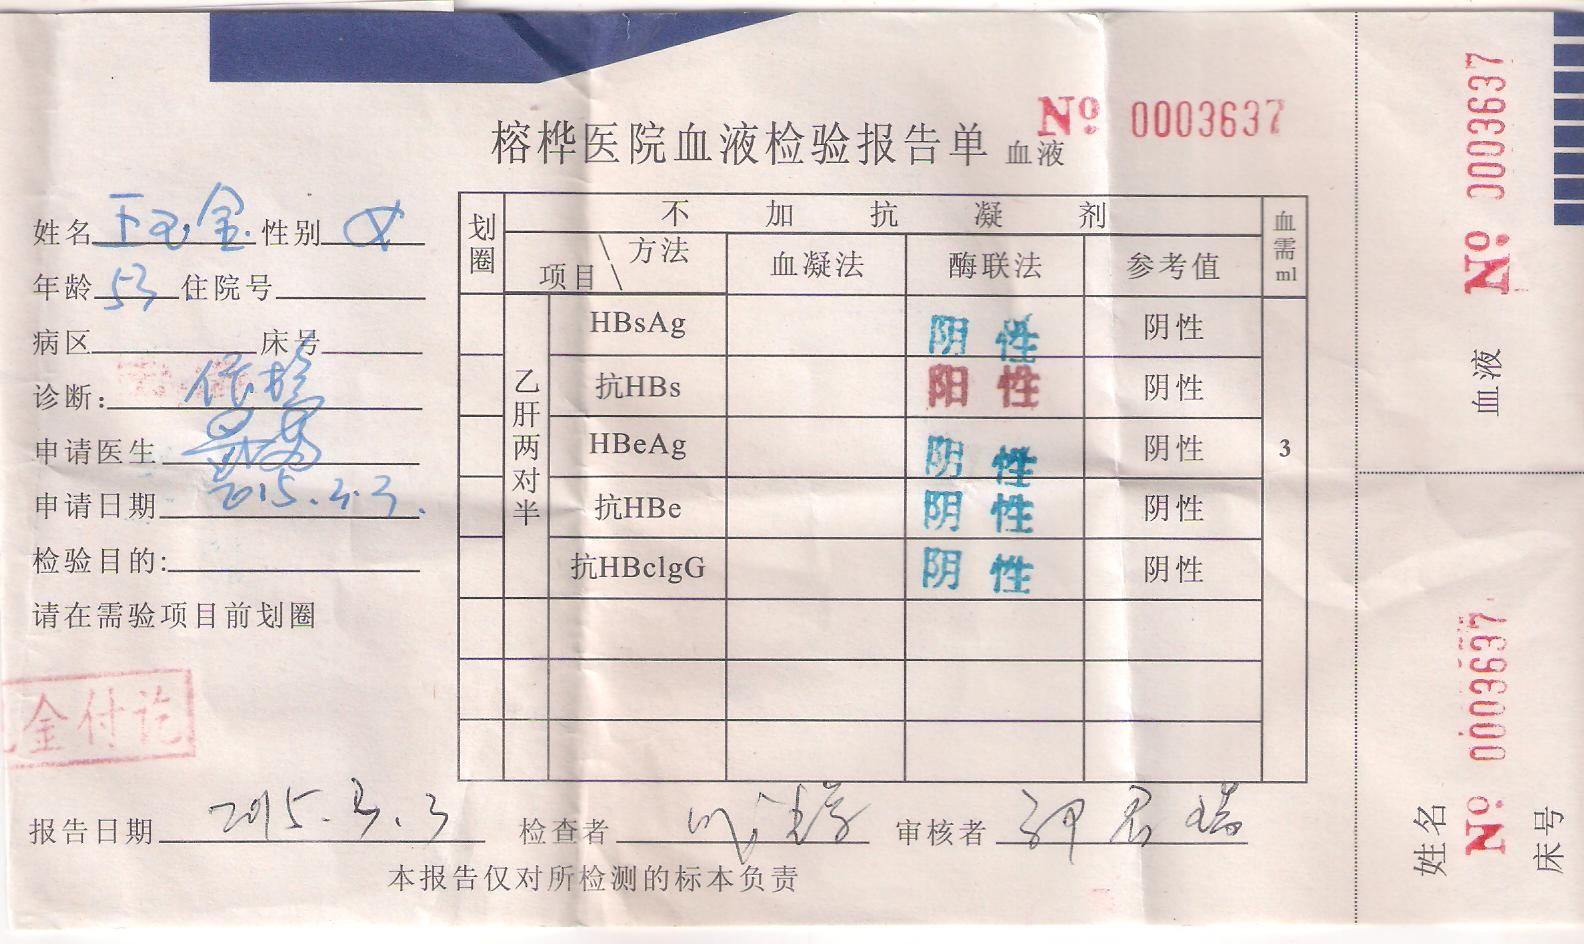 榕桦医院血液检验报告单 血液 Nº 0003637
姓名 王玉金 性别 女
年龄 53 住院号
病区 床号
诊断: 体检
申请医生
申请日期 2015.3.3.
检验目的:
请在需验项目前划圈
现金付讫
划圈 不加抗凝剂 血需ml
项目 方法 血凝法 酶联法 参考值
乙肝两对半 3
HBsAg 阴性 阴性
抗HBs 阳性 阴性
HBeAg 阴性 阴性
抗HBe 阴性 阴性
抗HBclgG 阴性 阴性
报告日期 2015.3.3 检查者 审核者
本报告仅对所检测的标本负责
血液 Nº 0003637
姓名 Nº 0003637
床号